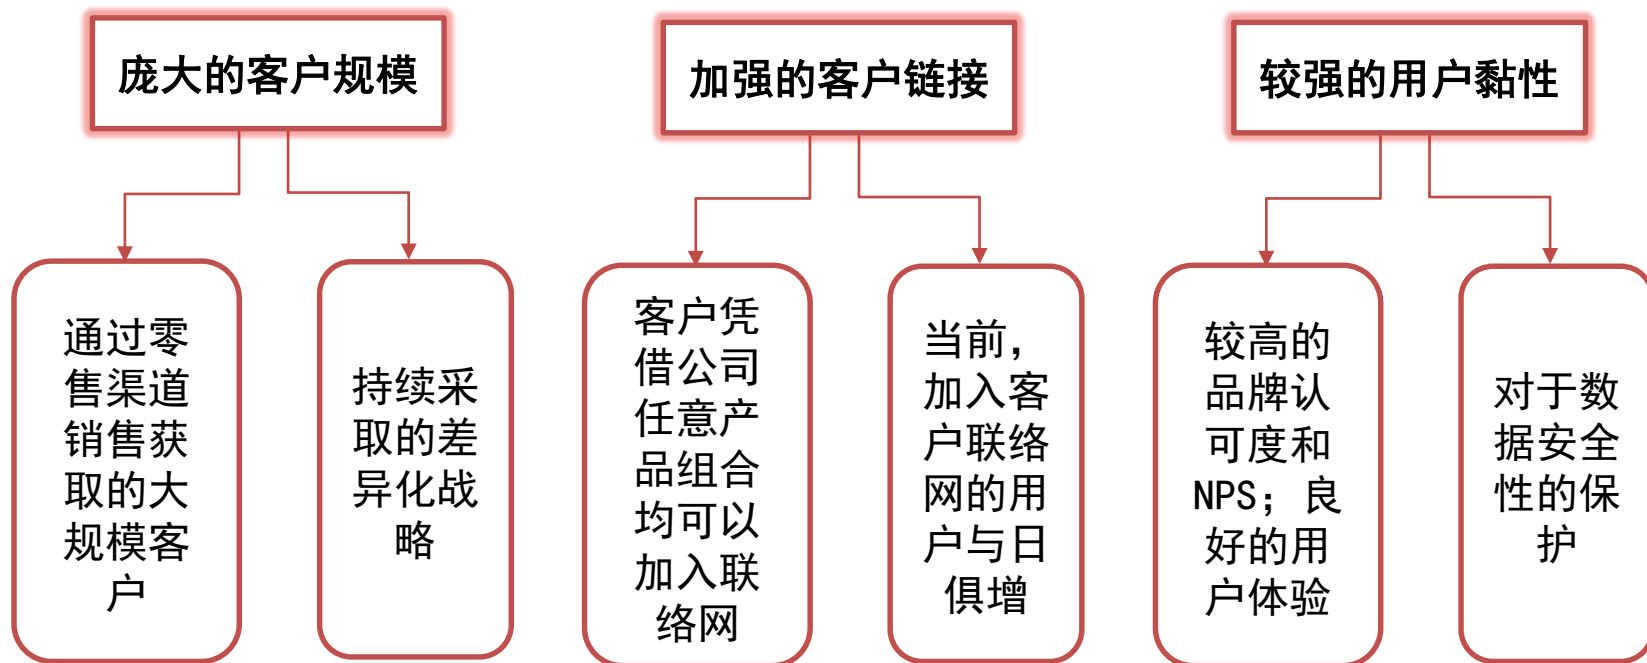 庞大的客户规模
加强的客户链接
较强的用户黏性
通过零
售渠道
销售获
取的大
规模客
户
持续采
取的差
异化战
略
客户凭
借公司
任意产
品组合
均可以
加入联
络网
当前，
加入客
户联络
网的用
户与日
俱增
较高的
品牌认
可度和
NPS；良
好的用
户体验
对于数
据安全
性的保
护